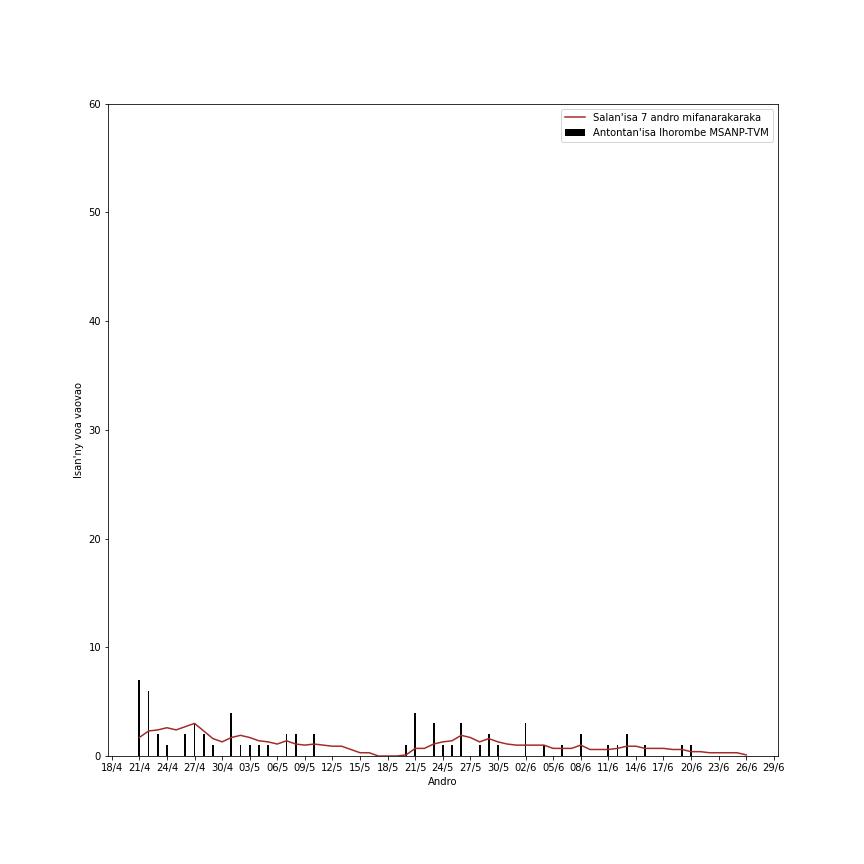 Salan'isa 7 andro mifanarakaraka
Antontan'isa Ihorombe MSANP-TVM
60
50
40
30
20
10
0
Isan'ny voa vaovao
18/4 21/4 24/4 27/4 30/4 03/5 06/5 09/5 12/5 15/5 18/5 21/5 24/5 27/5 30/5 02/6 05/6 08/6 11/6 14/6 17/6 20/6 23/6 26/6 29/6
Andro